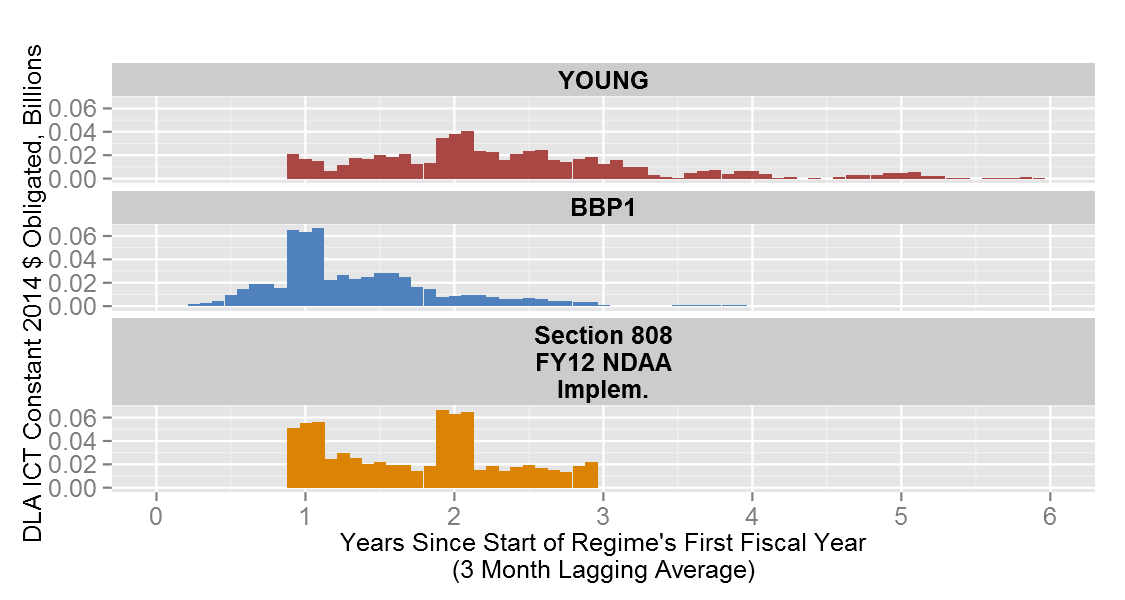 DLA ICT Constant 2014 $ Obligated, Billions
YOUNG
0.06
0.04
0.02
0.00
BBP1
0.06
0.04
0.02
0.00
Section 808
FY12 NDAA
Implem.
0.06
0.04
0.02
0.00
0 1 2 3 4 5 6
Years Since Start of Regime's First Fiscal Year
(3 Month Lagging Average)